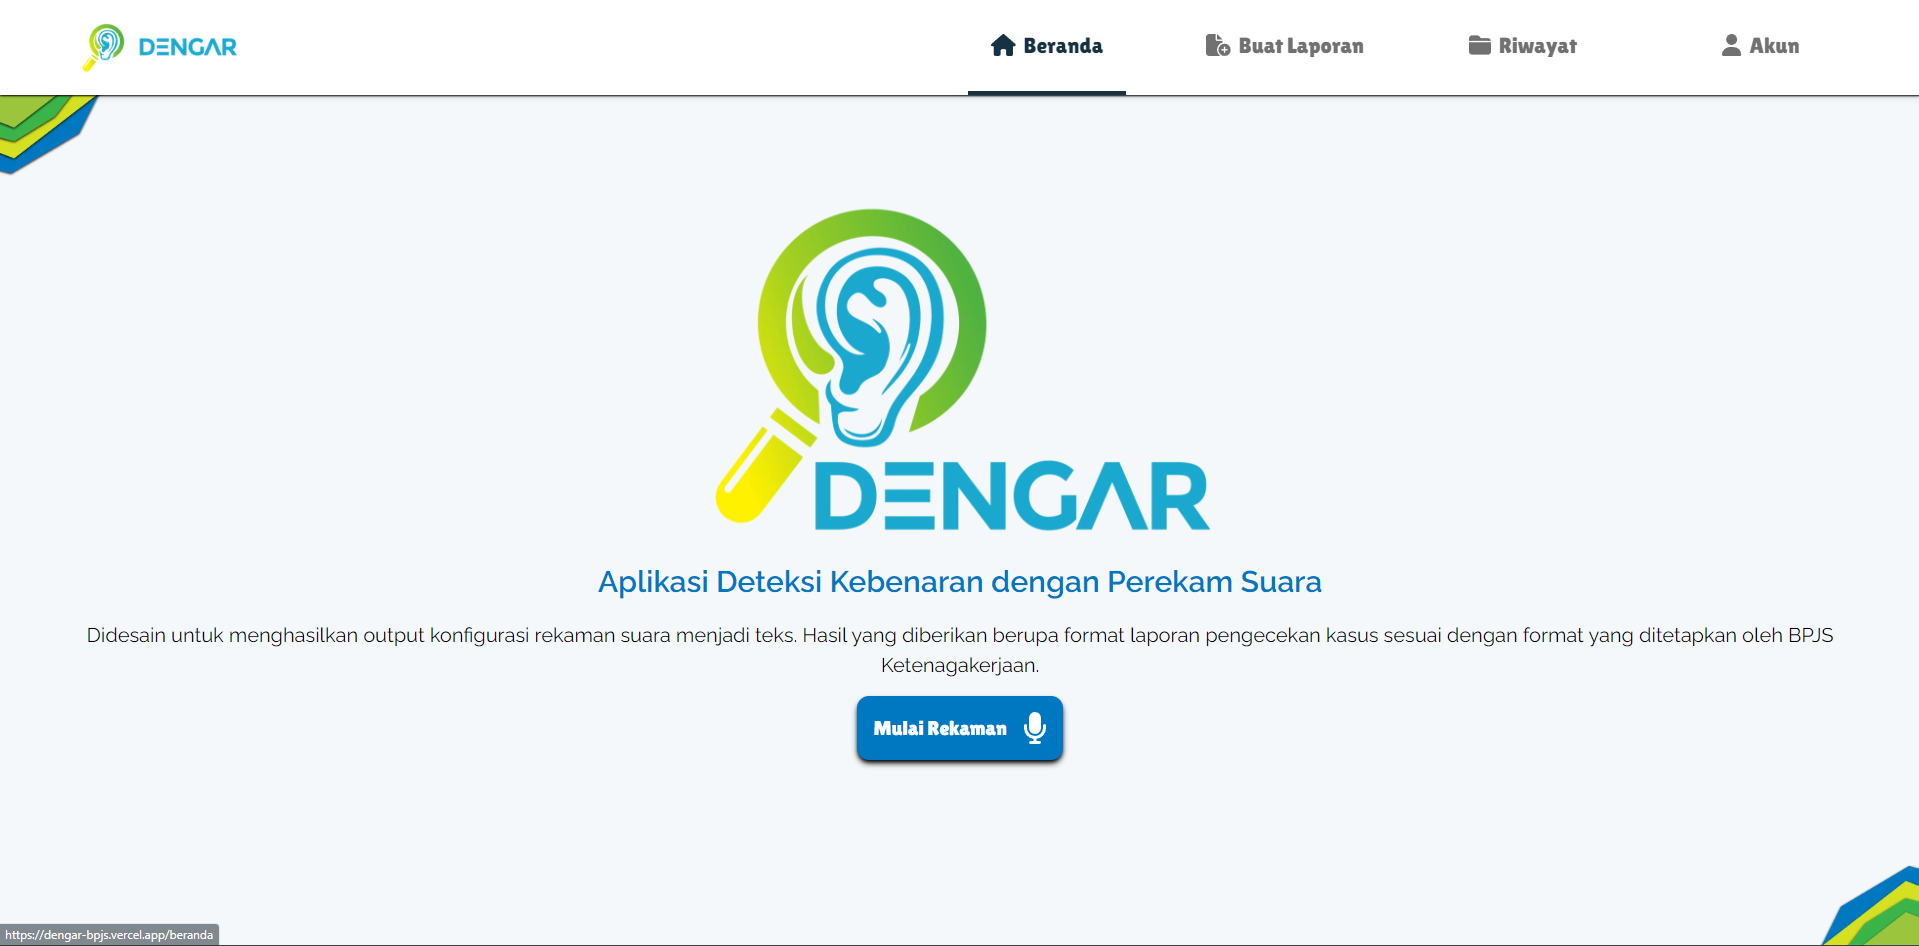 DENGAR
Beranda
Buat Laporan
Riwayat
Akun
DENGAR
Aplikasi Deteksi Kebenaran dengan Perekam Suara
Didesain untuk menghasilkan output konfigurasi rekaman suara menjadi teks. Hasil yang diberikan berupa format laporan pengecekan kasus sesuai dengan format yang ditetapkan oleh BPJS
Ketenagakerjaan.
Mulai Rekaman
https://dengar-bpjs.vercel.app/beranda